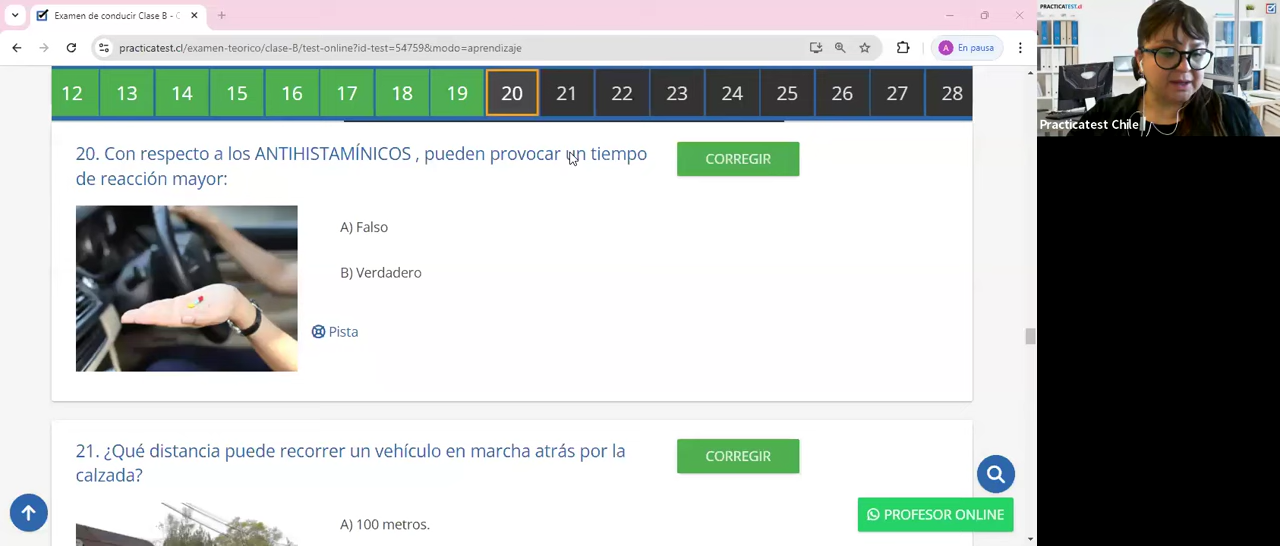 Examen de conducir Clase B - C
practicatest.cl/examen-teorico/clase-B/test-online?id-test=54759&modo=aprendizaje
A
En pausa
PRACTICATEST.cl
Practicatest Chile
12 13 14 15 16 17 18 19 20 21 22 23 24 25 26 27 28
20. Con respecto a los ANTIHISTAMÍNICOS , pueden provocar un tiempo
de reacción mayor:
CORREGIR
A) Falso
B) Verdadero
Pista
21. ¿Qué distancia puede recorrer un vehículo en marcha atrás por la
calzada?
CORREGIR
A) 100 metros.
PROFESOR ONLINE